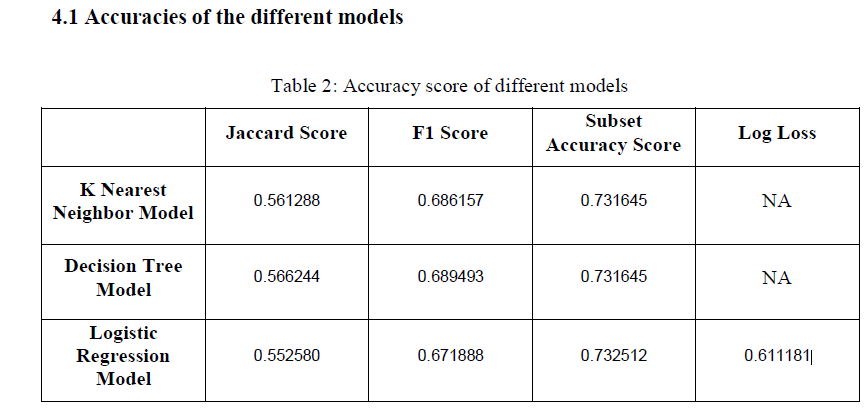 4.1 Accuracies of the different models
Table 2: Accuracy score of different models
Jaccard Score
F1 Score
Subset
Accuracy Score
Log Loss
K Nearest
Neighbor Model
0.561288
0.686157
0.731645
NA
Decision Tree
Model
0.566244
0.689493
0.731645
NA
Logistic
Regression
Model
0.552580
0.671888
0.732512
0.611181